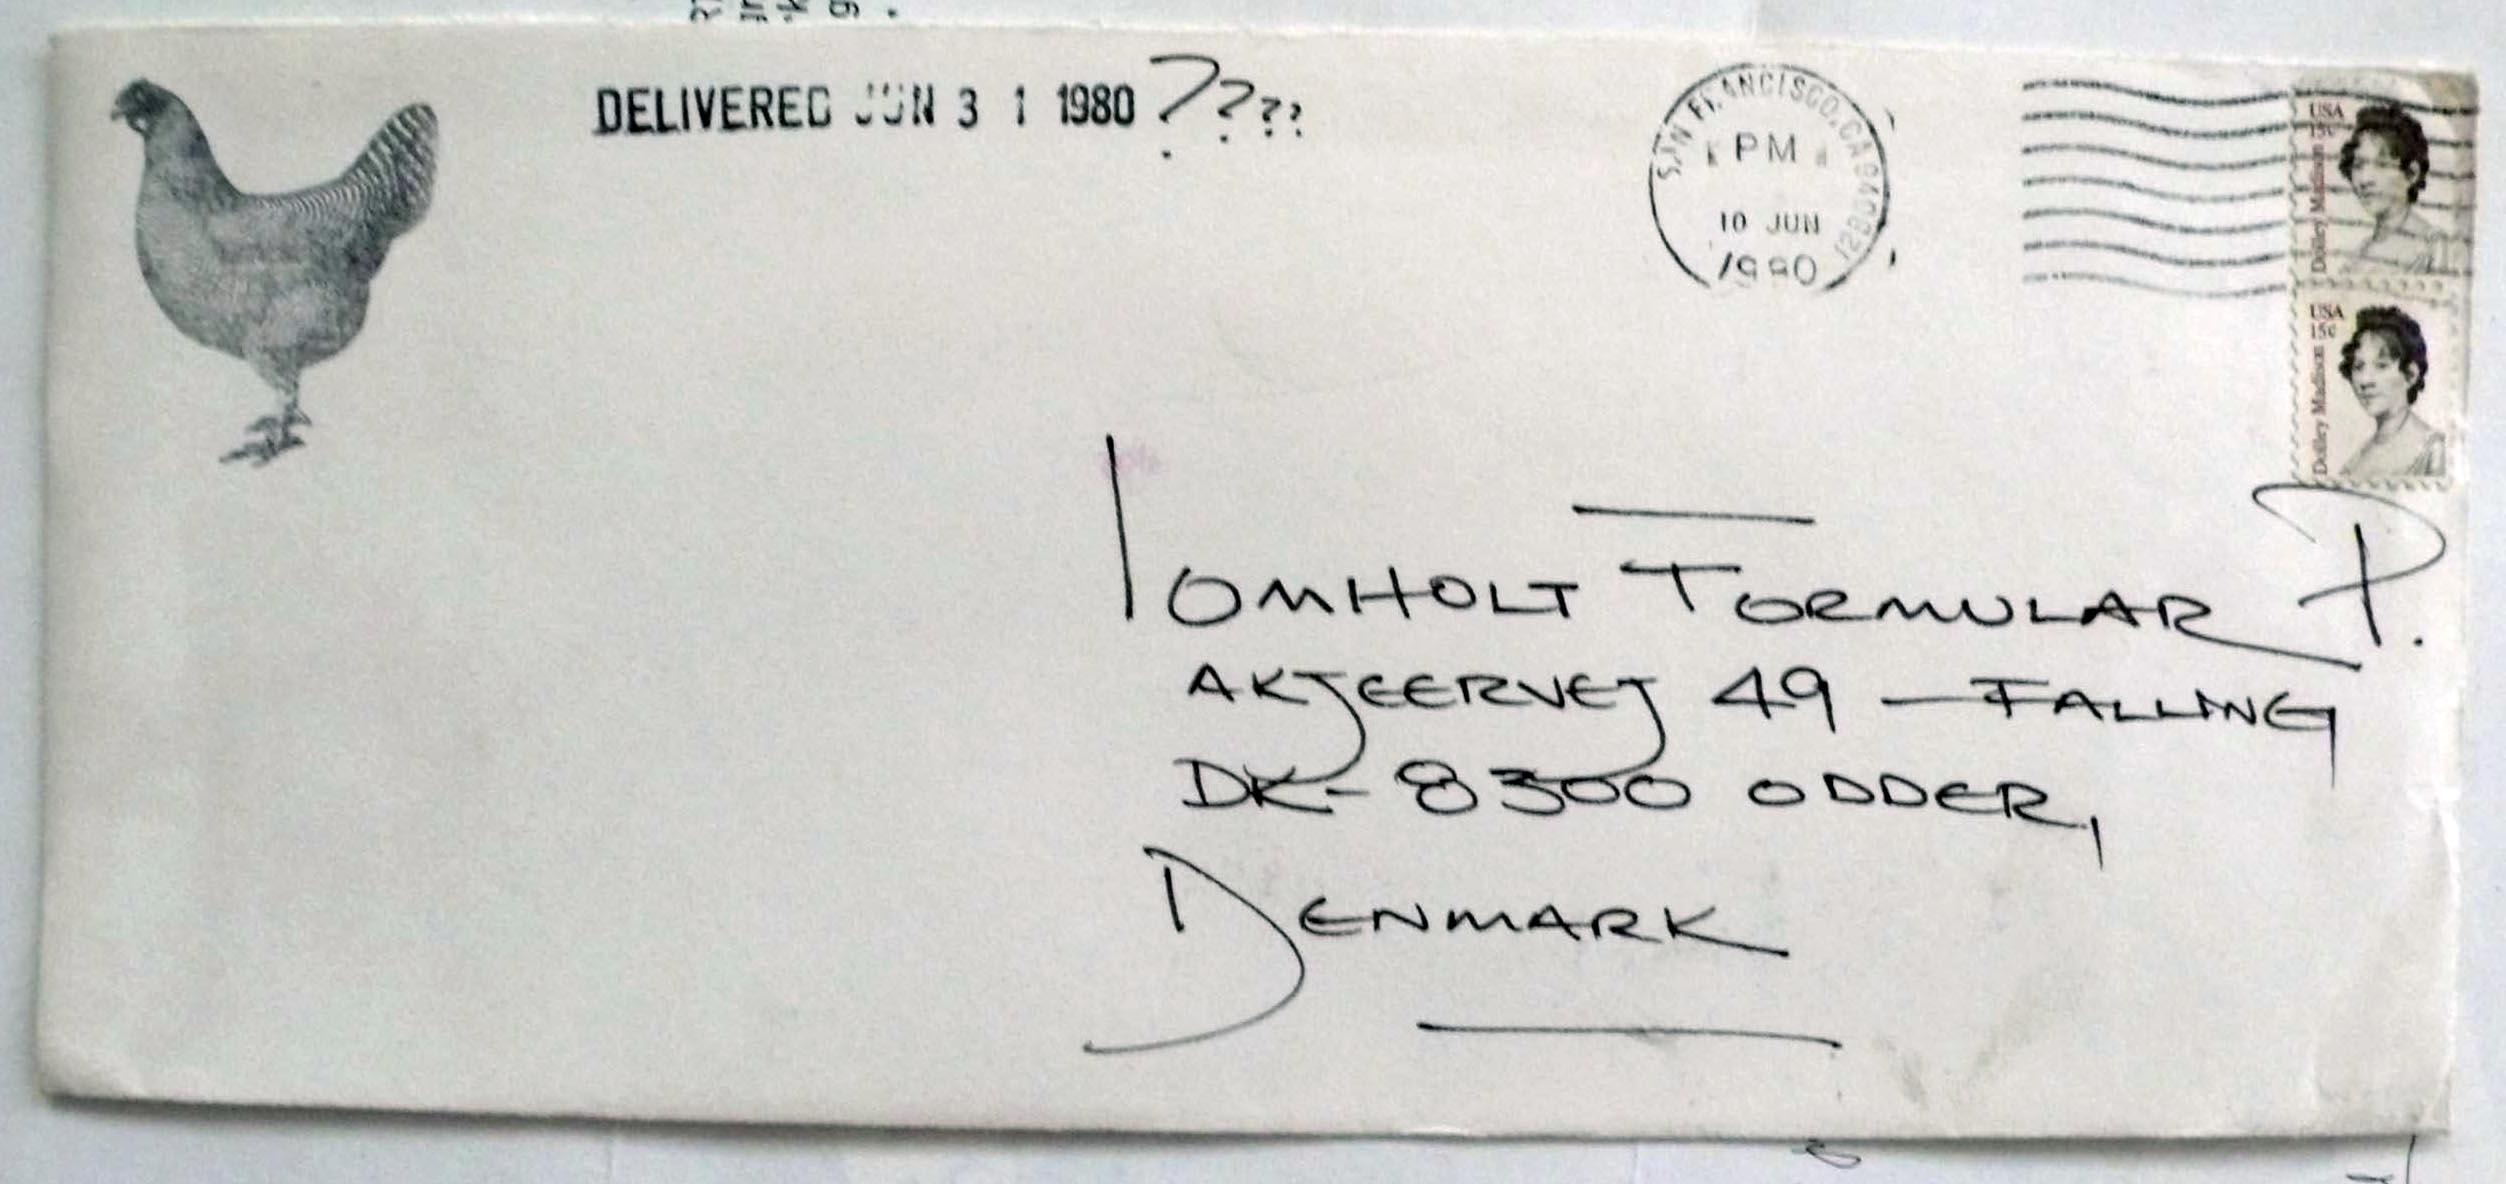 DELIVERED JUN 3 1 1980 ????
SAN FRANCISCO, CA
PM
10 JUN
1980
USA
15c
Dolley Madison
USA
15c
Dolley Madison
TOMHOLT FORMULAR P.
AKJEERVEJ 49 - FALLING
DK-8300 ODDER,
DENMARK